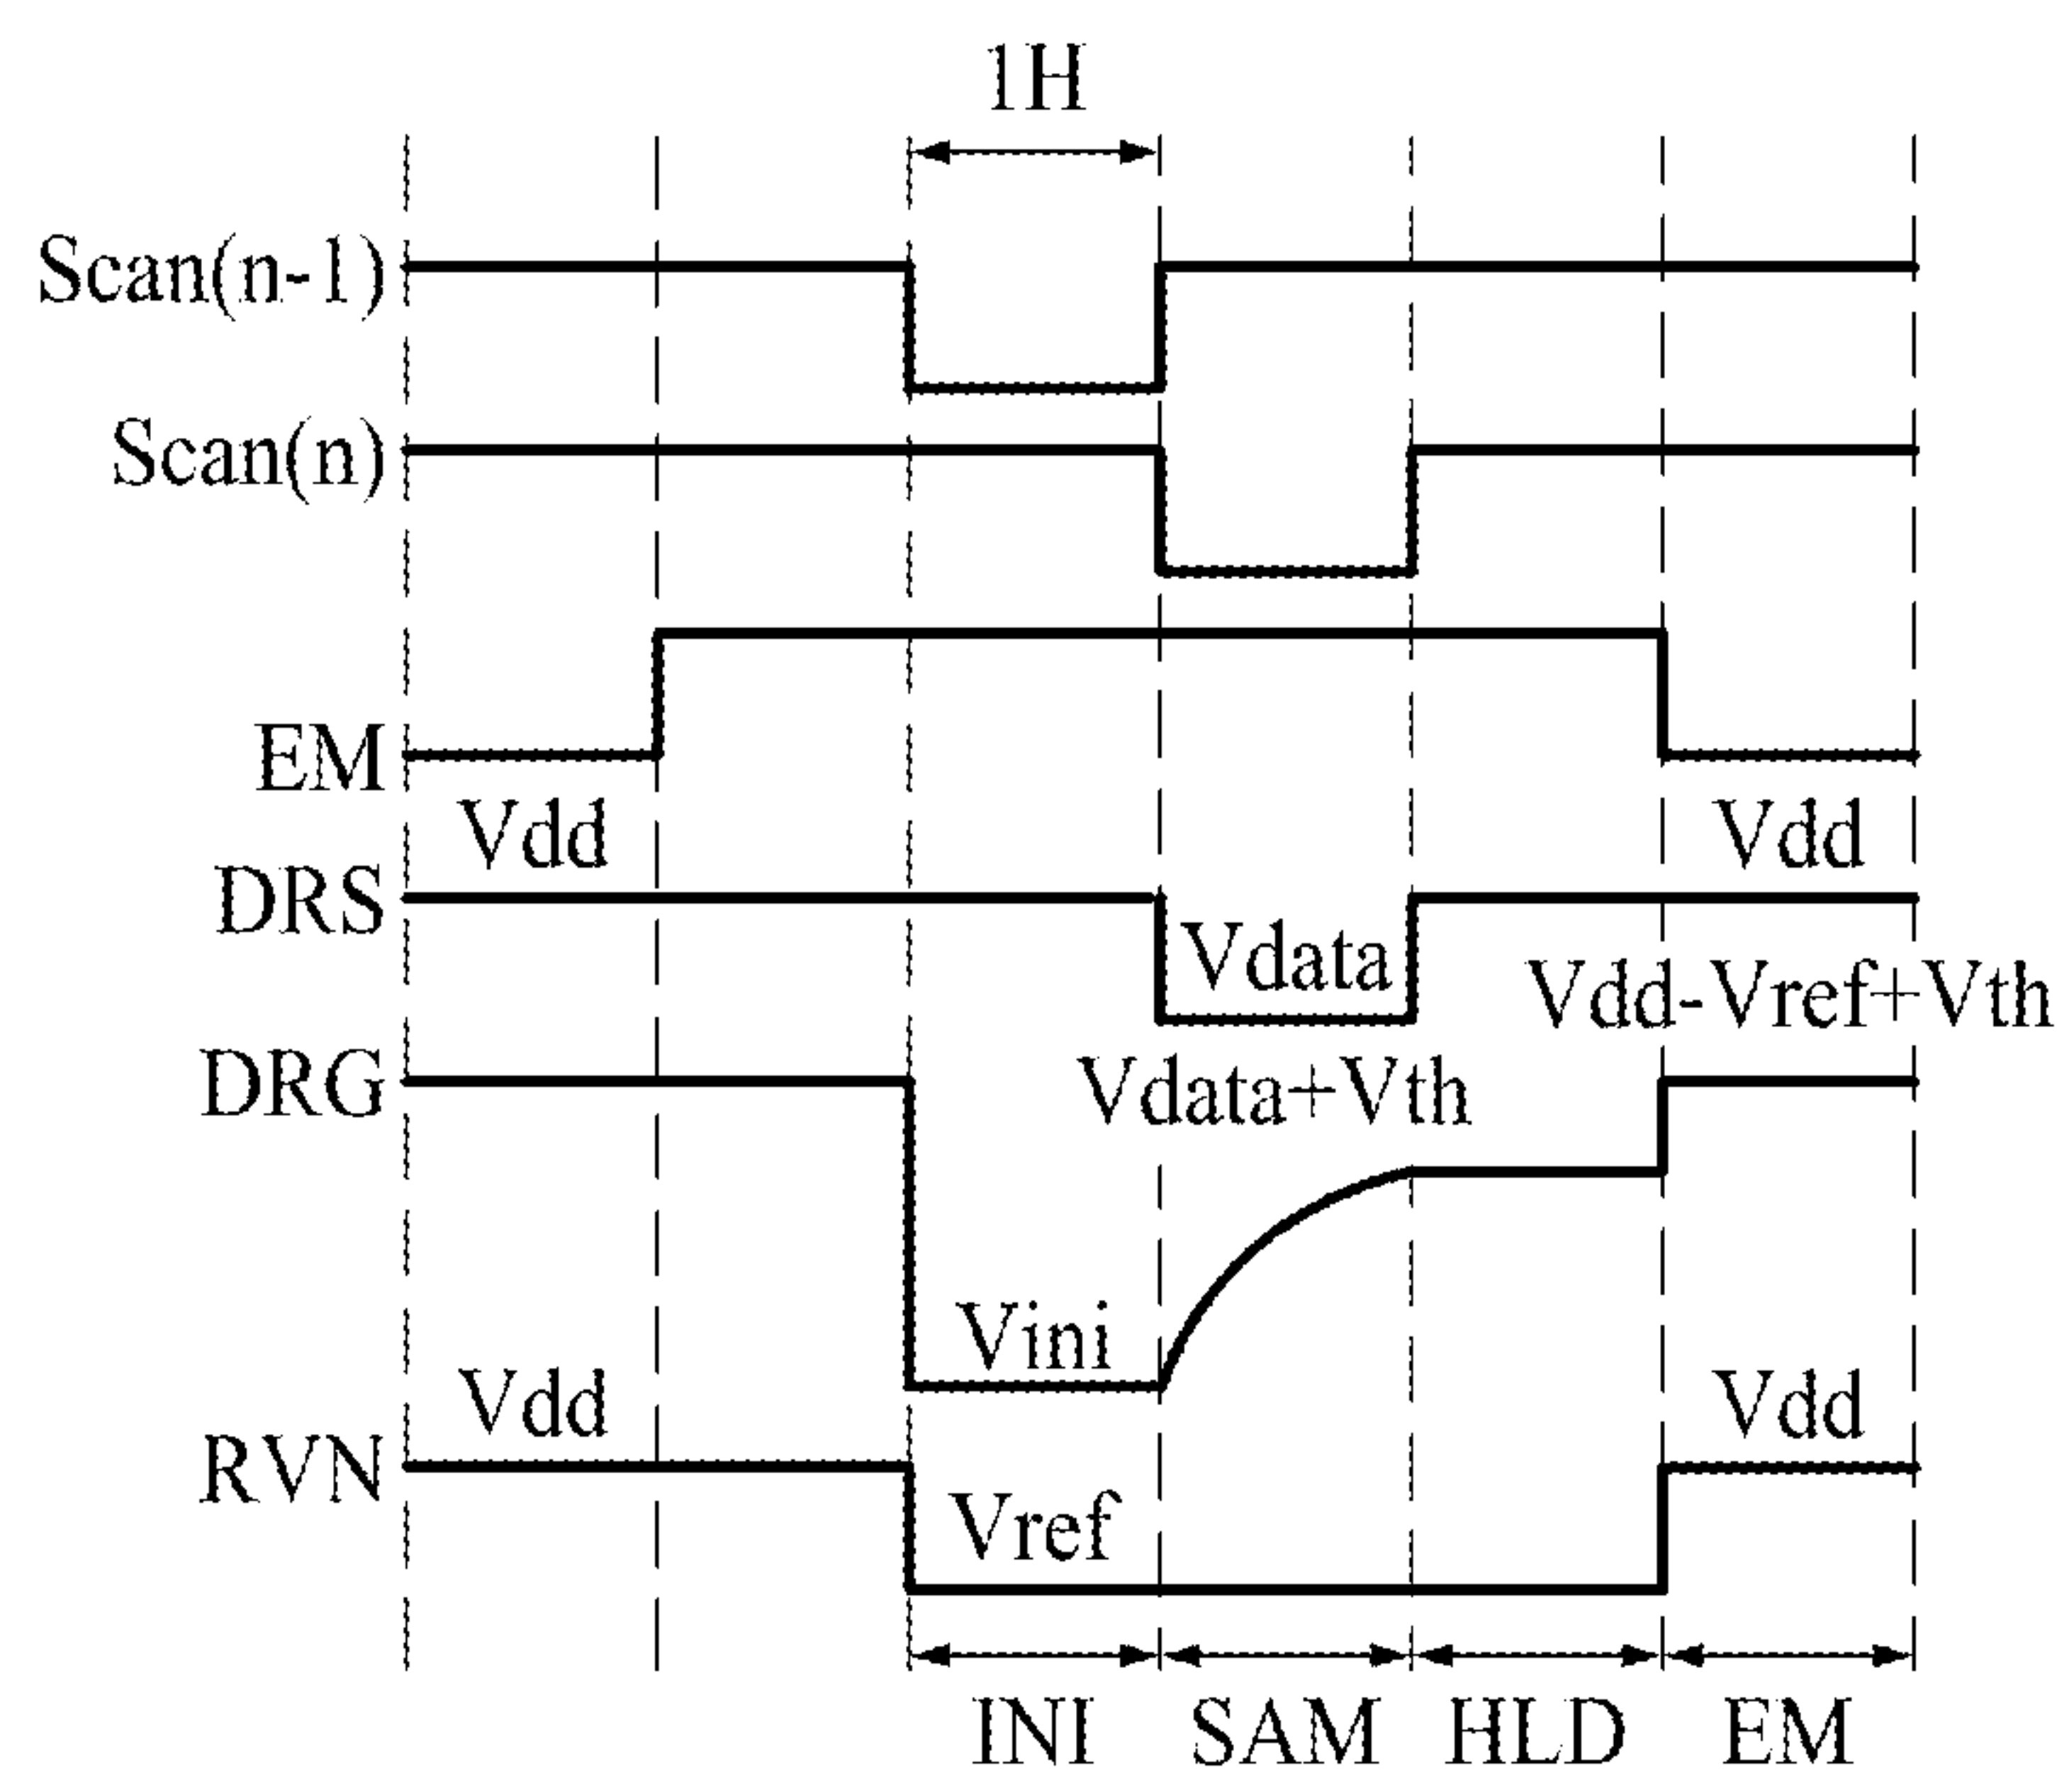 1H
Scan(n-1)
Scan(n)
EM
Vdd
Vdd
DRS
Vdata
Vdd-Vref+Vth
DRG
Vdata+Vth
Vini
Vdd
Vdd
RVN
Vref
INI
SAM
HLD
EM